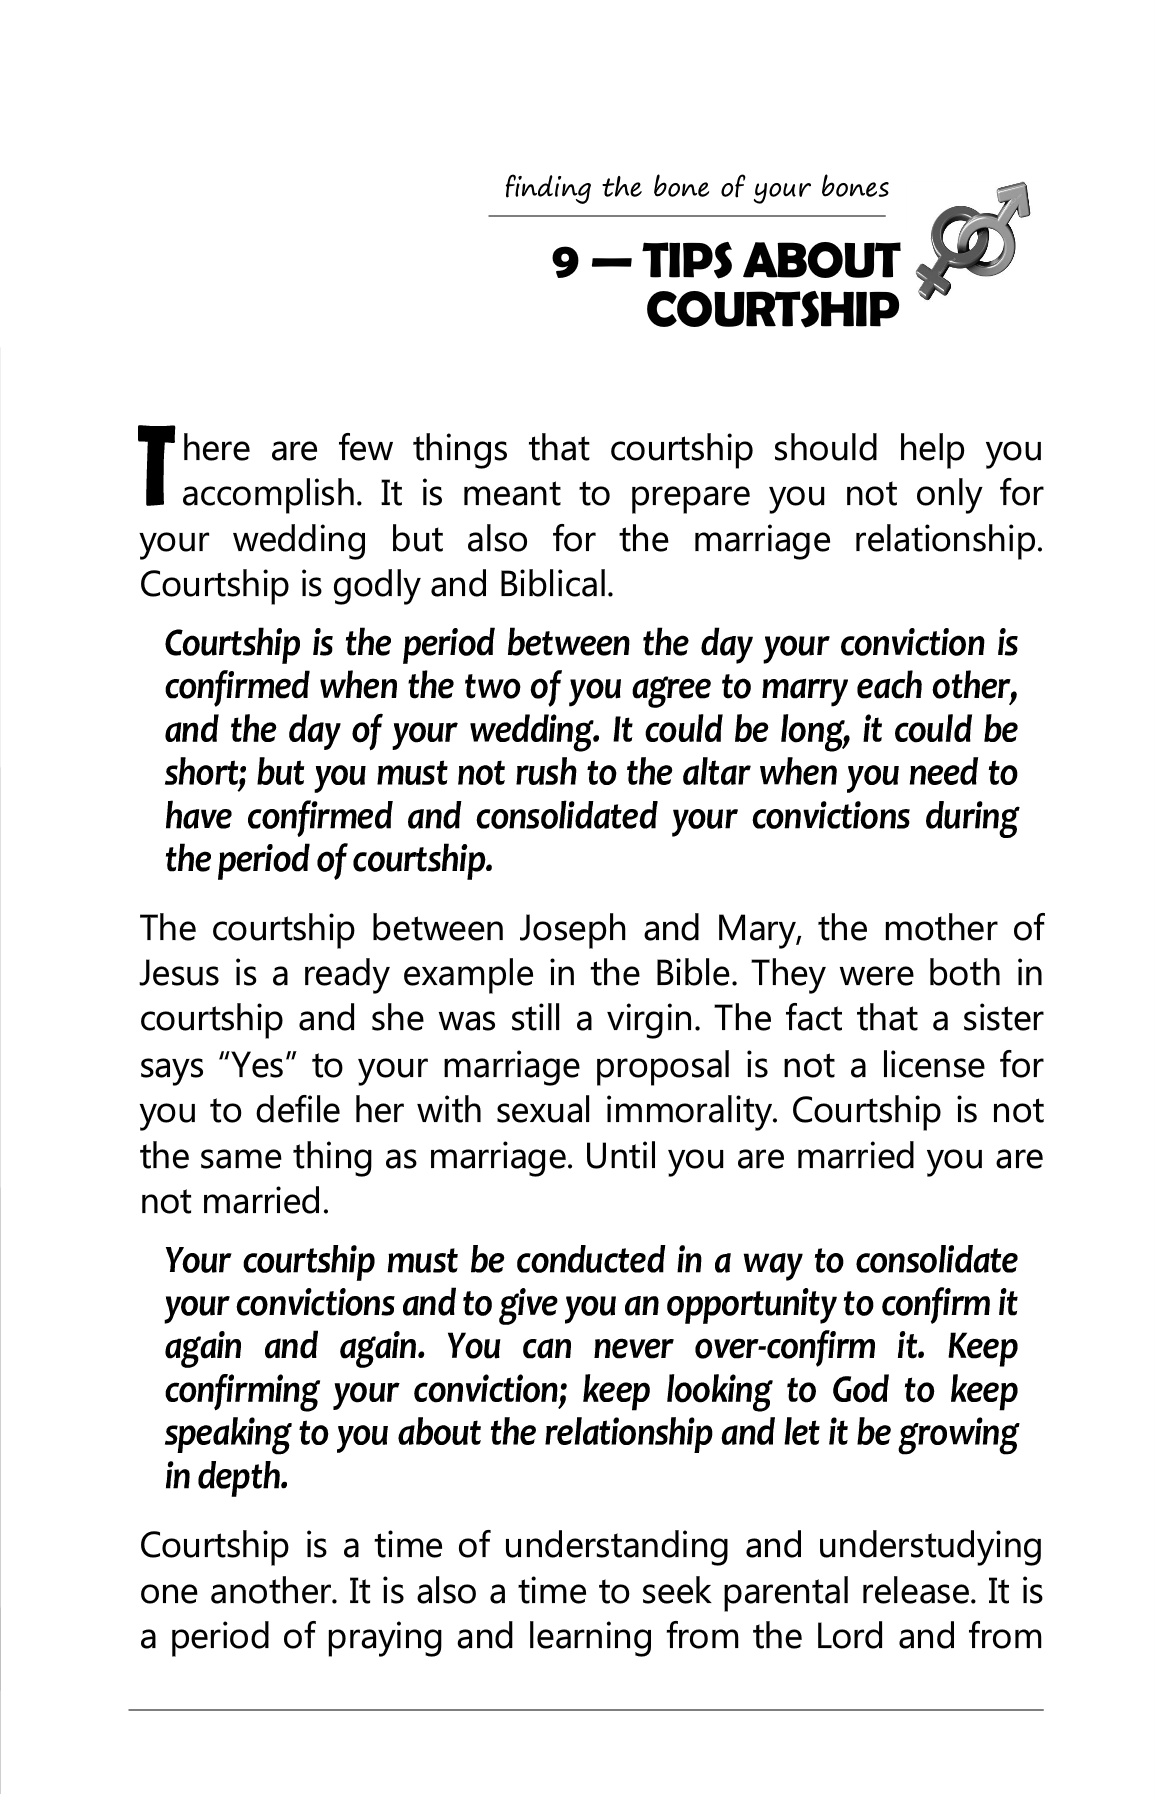 finding the bone of your bones
9 — TIPS ABOUT
COURTSHIP
There are few things that courtship should help you
accomplish. It is meant to prepare you not only for
your wedding but also for the marriage relationship.
Courtship is godly and Biblical.
Courtship is the period between the day your conviction is
confirmed when the two of you agree to marry each other,
and the day of your wedding. It could be long, it could be
short; but you must not rush to the altar when you need to
have confirmed and consolidated your convictions during
the period of courtship.
The courtship between Joseph and Mary, the mother of
Jesus is a ready example in the Bible. They were both in
courtship and she was still a virgin. The fact that a sister
says “Yes” to your marriage proposal is not a license for
you to defile her with sexual immorality. Courtship is not
the same thing as marriage. Until you are married you are
not married.
Your courtship must be conducted in a way to consolidate
your convictions and to give you an opportunity to confirm it
again and again. You can never over-confirm it. Keep
confirming your conviction; keep looking to God to keep
speaking to you about the relationship and let it be growing
in depth.
Courtship is a time of understanding and understudying
one another. It is also a time to seek parental release. It is
a period of praying and learning from the Lord and from